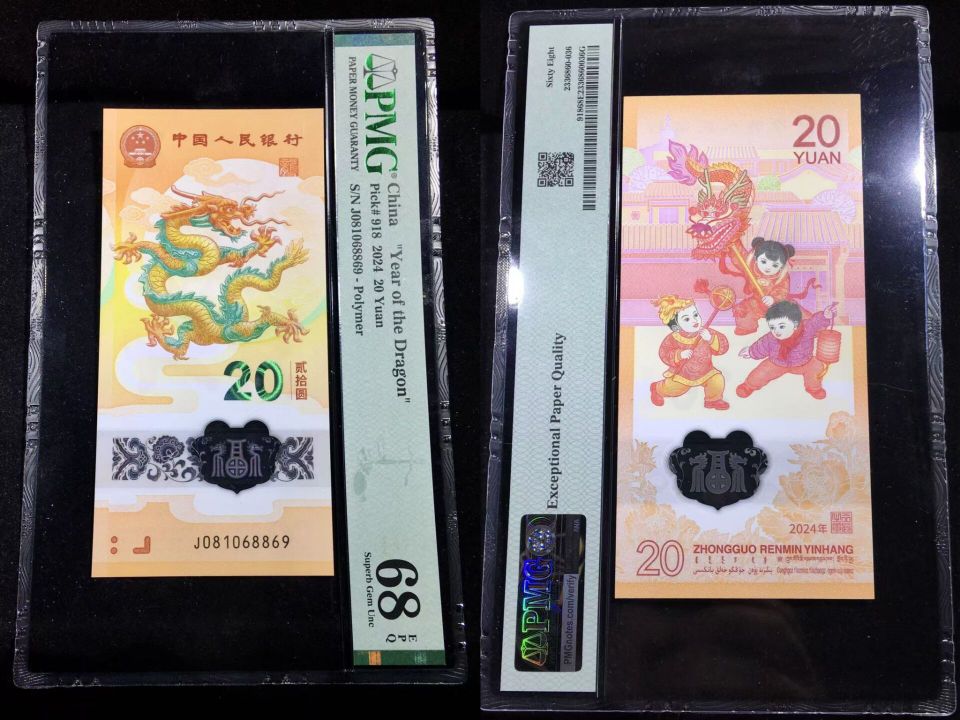 中国人民银行
20
贰拾圆
J081068869
PMG
PAPER MONEY GUARANTY
China "Year of the Dragon"
Pick# 918 2024 20 Yuan
S/N J081068869 - Polymer
68
EPQ
Superb Gem Unc
Sixty Eight
Exceptional Paper Quality
PMG
PMGnotes.com/verify
20
YUAN
2024年
20
ZHONGGUO RENMIN YINHANG